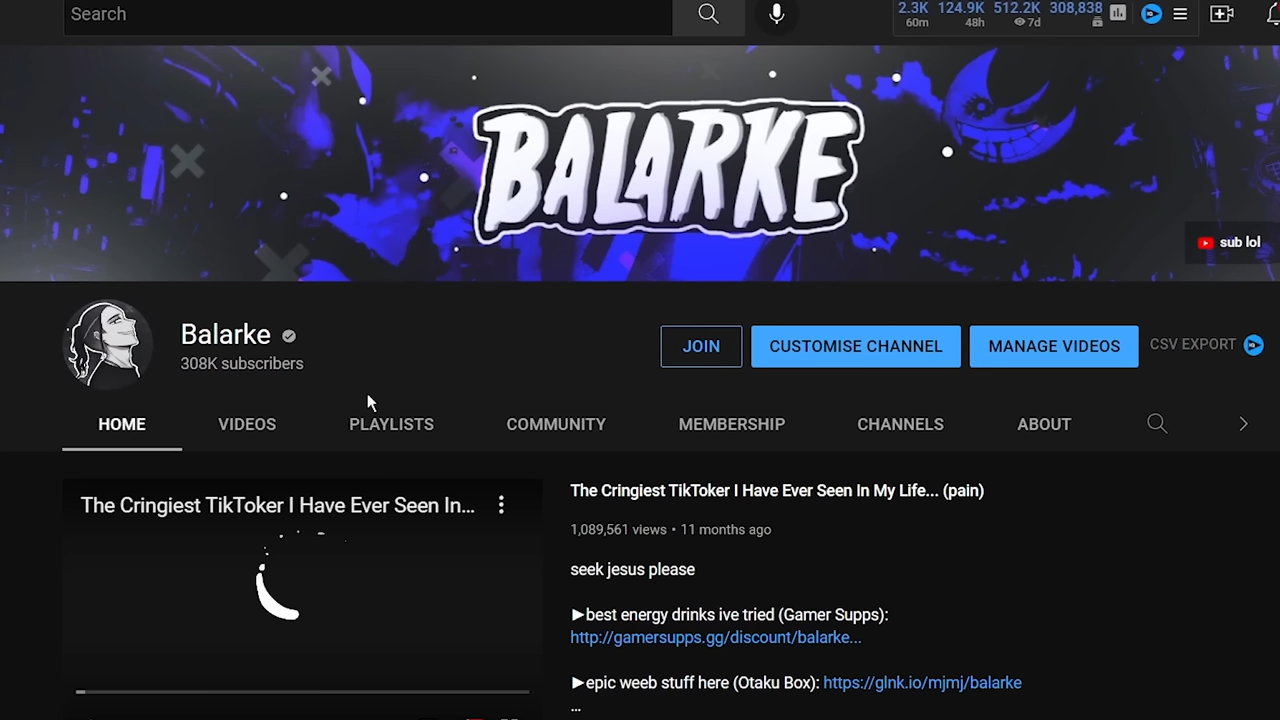 Search
2.3K 124.9K 512.2K 308,838
60m 48h 7d
BALARKE
sub lol
Balarke
308K subscribers
JOIN
CUSTOMISE CHANNEL
MANAGE VIDEOS
CSV EXPORT
HOME
VIDEOS
PLAYLISTS
COMMUNITY
MEMBERSHIP
CHANNELS
ABOUT
The Cringiest TikToker I Have Ever Seen In...
The Cringiest TikToker I Have Ever Seen In My Life... (pain)
1,089,561 views • 11 months ago
seek jesus please
►best energy drinks ive tried (Gamer Supps):
http://gamersupps.gg/discount/balarke...
►epic weeb stuff here (Otaku Box): https://glnk.io/mjmj/balarke
...